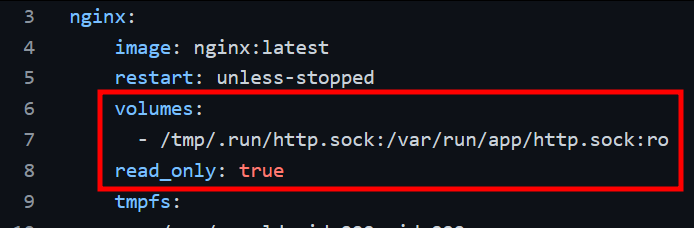 3 nginx:
4 image: nginx:latest
5 restart: unless-stopped
6 volumes:
7 - /tmp/.run/http.sock:/var/run/app/http.sock:ro
8 read_only: true
9 tmpfs: